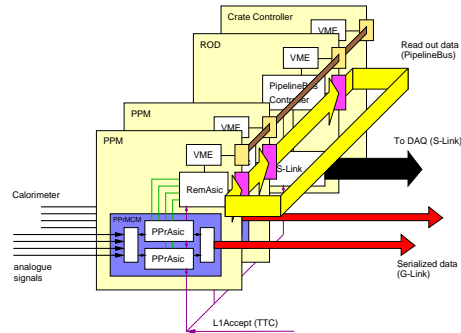 Crate Controller
VME
ROD
Read out data
(PipelineBus)
VME
PipelineBus
Controller
PPM
VME
PPM
To DAQ (S-Link)
VME
S-Link
Calorimeter
RemAsic
PPrMCM
PPrAsic
PPrAsic
analogue
signals
Serialized data
(G-Link)
L1Accept (TTC)